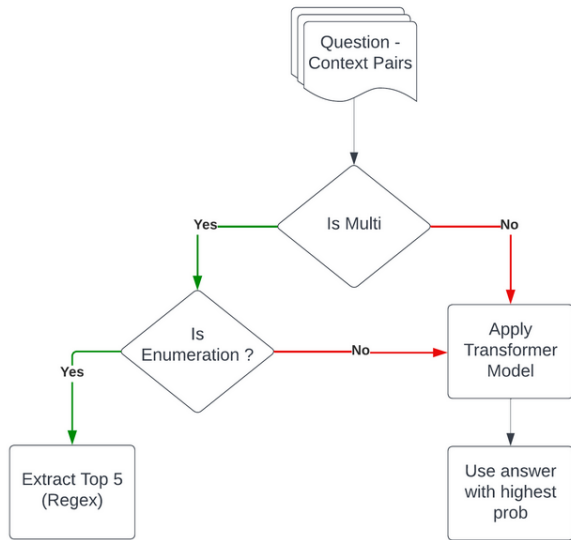 Question -
Context Pairs
Is Multi
Yes
No
Is
Enumeration ?
No
Yes
Apply
Transformer
Model
Extract Top 5
(Regex)
Use answer
with highest
prob